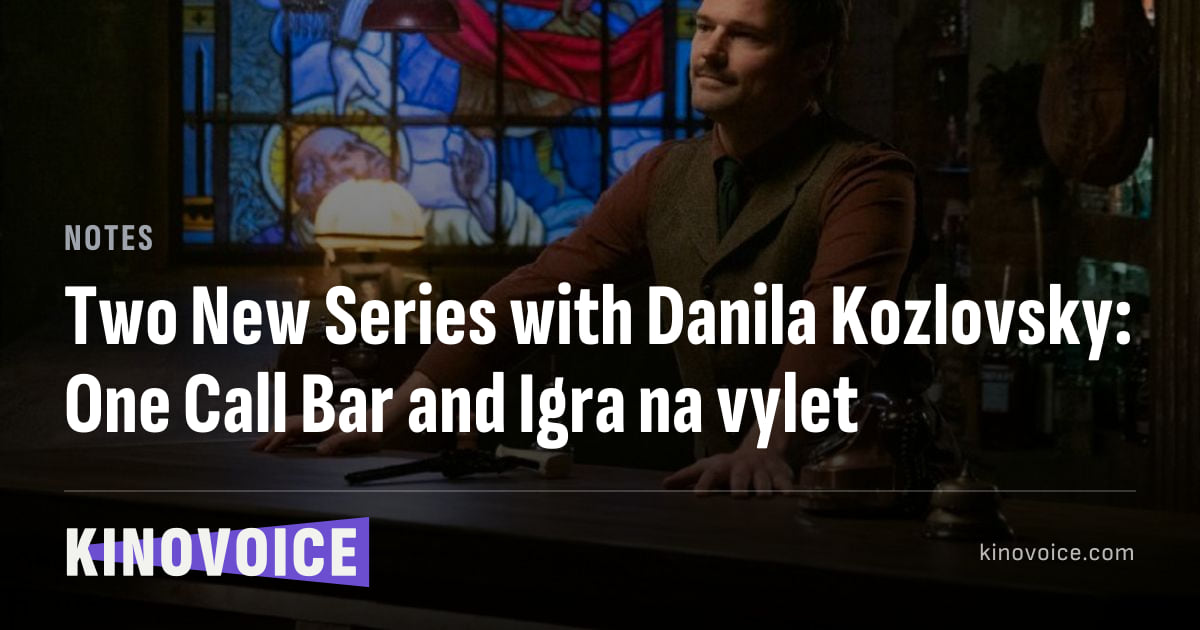 NOTES
Two New Series with Danila Kozlovsky:
One Call Bar and Igra na vylet
KINOVOICE
kinovoice.com